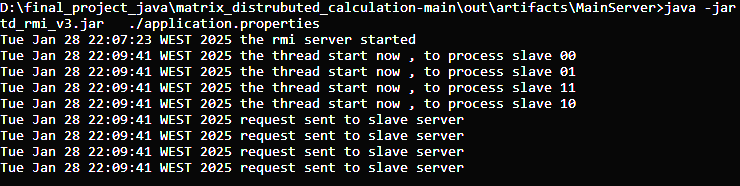 D:\final_project_java\matrix_distrubuted_calculation-main\out\artifacts\MainServer>java -jar
td_rmi_v3.jar   ./application.properties
Tue Jan 28 22:07:23 WEST 2025 the rmi server started
Tue Jan 28 22:09:41 WEST 2025 the thread start now , to process slave 00
Tue Jan 28 22:09:41 WEST 2025 the thread start now , to process slave 01
Tue Jan 28 22:09:41 WEST 2025 the thread start now , to process slave 11
Tue Jan 28 22:09:41 WEST 2025 the thread start now , to process slave 10
Tue Jan 28 22:09:41 WEST 2025 request sent to slave server
Tue Jan 28 22:09:41 WEST 2025 request sent to slave server
Tue Jan 28 22:09:41 WEST 2025 request sent to slave server
Tue Jan 28 22:09:41 WEST 2025 request sent to slave server